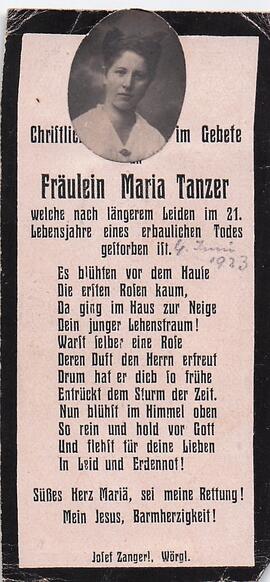 Christlich im Gebete
an
Fräulein Maria Tanzer
welche nach längerem Leiden im 21.
Lebensjahre eines erbaulichen Todes
gestorben ist. 4. Juni
1923
Es blühten vor dem Hause
Die ersten Rosen kaum,
Da ging im Haus zur Neige
Dein junger Lebenstraum!
Warst selber eine Rose
Deren Duft den Herrn erfreut
Drum hat er dich so frühe
Entrückt dem Sturm der Zeit.
Nun blühst im Himmel oben
So rein und hold vor Gott
Und flehst für deine Lieben
In Leid und Erdennot!
Süßes Herz Mariä, sei meine Rettung!
Mein Jesus, Barmherzigkeit!
Josef Zangerl, Wörgl.